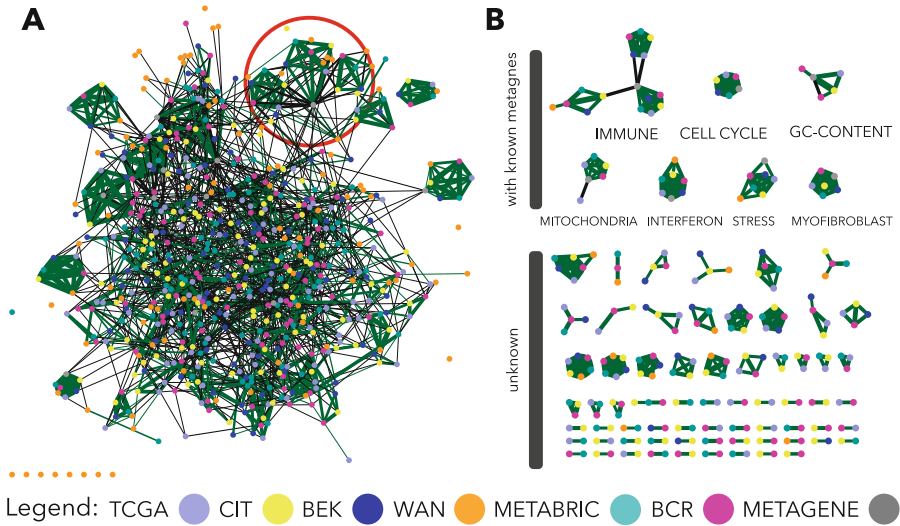 A
B
with known metagnes
IMMUNE CELL CYCLE GC-CONTENT
MITOCHONDRIA INTERFERON STRESS MYOFIBROBLAST
unknown
Legend: TCGA CIT BEK WAN METABRIC BCR METAGENE